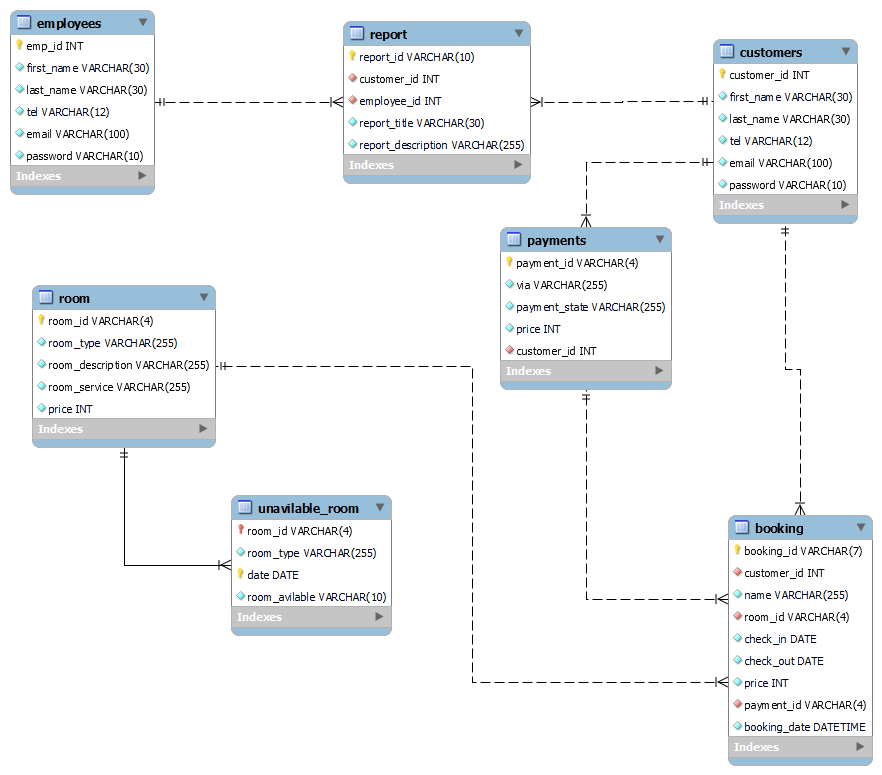 employees
emp_id INT
first_name VARCHAR(30)
last_name VARCHAR(30)
tel VARCHAR(12)
email VARCHAR(100)
password VARCHAR(10)
Indexes
report
report_id VARCHAR(10)
customer_id INT
employee_id INT
report_title VARCHAR(30)
report_description VARCHAR(255)
Indexes
customers
customer_id INT
first_name VARCHAR(30)
last_name VARCHAR(30)
tel VARCHAR(12)
email VARCHAR(100)
password VARCHAR(10)
Indexes
payments
payment_id VARCHAR(4)
via VARCHAR(255)
payment_state VARCHAR(255)
price INT
customer_id INT
Indexes
room
room_id VARCHAR(4)
room_type VARCHAR(255)
room_description VARCHAR(255)
room_service VARCHAR(255)
price INT
Indexes
unavilable_room
room_id VARCHAR(4)
room_type VARCHAR(255)
date DATE
room_avilable VARCHAR(10)
Indexes
booking
booking_id VARCHAR(7)
customer_id INT
name VARCHAR(255)
room_id VARCHAR(4)
check_in DATE
check_out DATE
price INT
payment_id VARCHAR(4)
booking_date DATETIME
Indexes